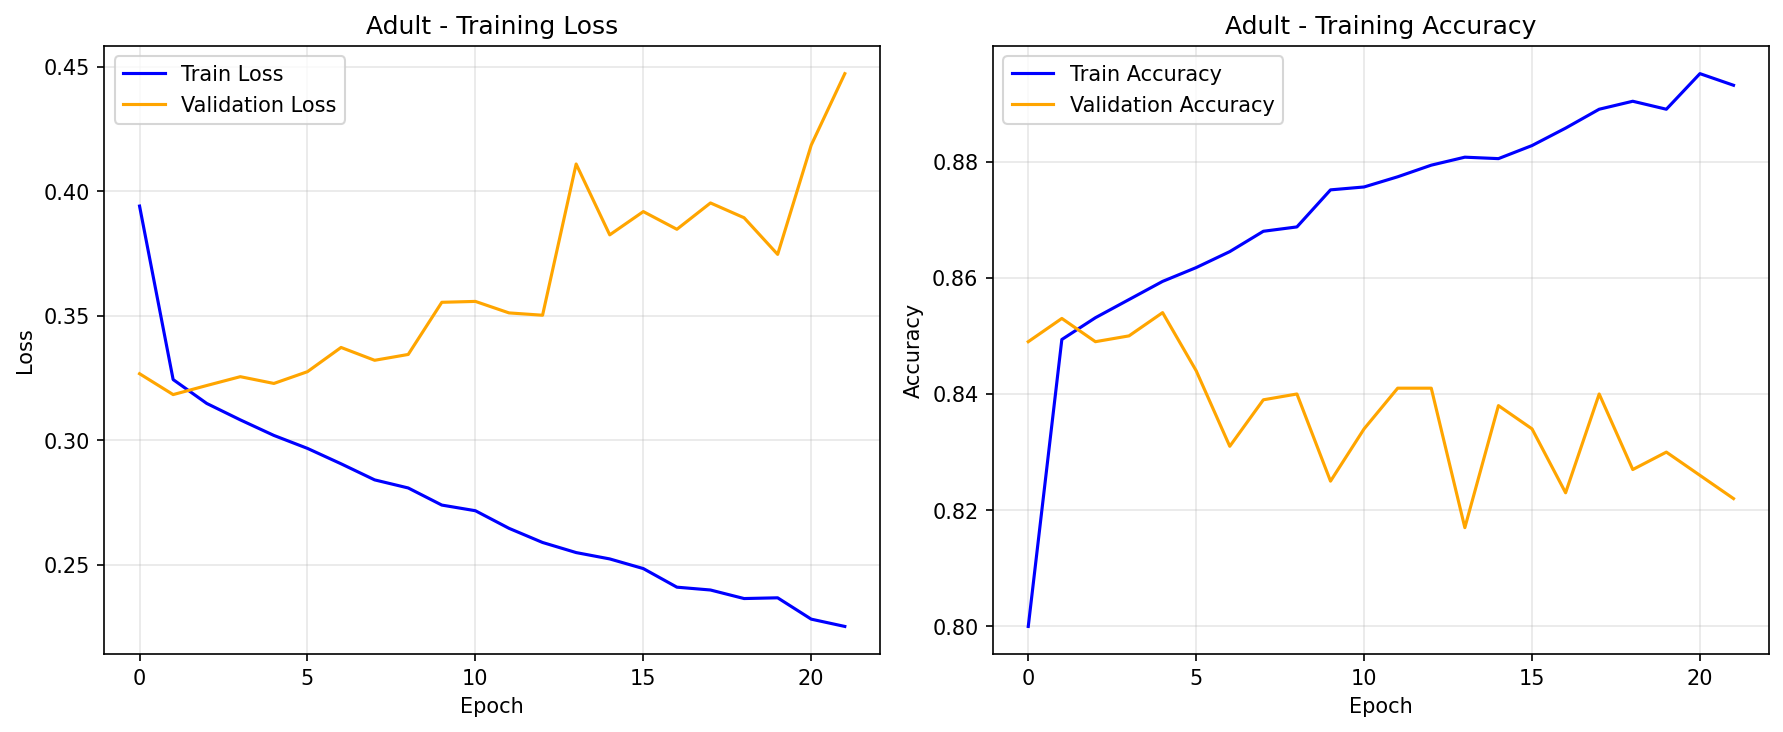 Adult - Training Loss
Train Loss
Validation Loss
0.45
0.40
0.35
0.30
0.25
Loss
0 5 10 15 20
Epoch
Adult - Training Accuracy
Train Accuracy
Validation Accuracy
0.88
0.86
0.84
0.82
0.80
Accuracy
0 5 10 15 20
Epoch